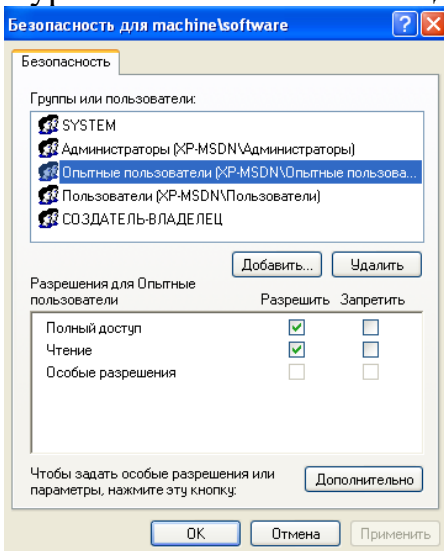 Безопасность для machine\software
Безопасность
Группы или пользователи:
SYSTEM
Администраторы (XP-MSDN\Администраторы)
Опытные пользователи (XP-MSDN\Опытные пользова...
Пользователи (XP-MSDN\Пользователи)
СОЗДАТЕЛЬ-ВЛАДЕЛЕЦ
Добавить... Удалить
Разрешения для Опытные
пользователи Разрешить Запретить
Полный доступ
Чтение
Особые разрешения
Чтобы задать особые разрешения или
параметры, нажмите эту кнопку: Дополнительно
OK Отмена Применить